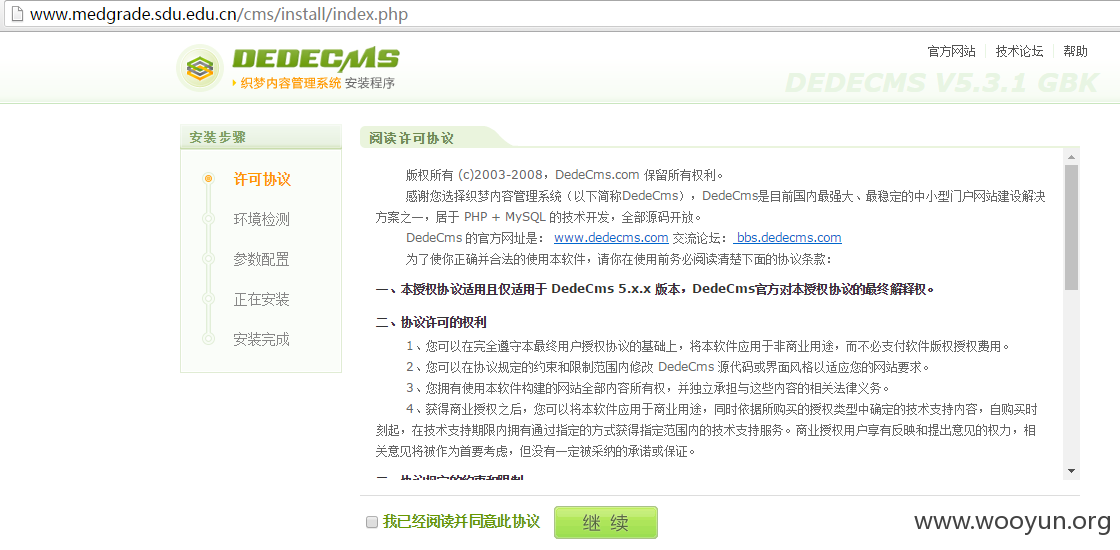 www.medgrade.sdu.edu.cn/cms/install/index.php
DEDECMS
织梦内容管理系统 安装程序
官方网站 技术论坛 帮助
DEDECMS V5.3.1 GBK
安装步骤
许可协议
环境检测
参数配置
正在安装
安装完成
阅读许可协议
版权所有 (c)2003-2008，DedeCms.com 保留所有权利。
感谢您选择织梦内容管理系统（以下简称DedeCms），DedeCms是目前国内最强大、最稳定的中小型门户网站建设解决
方案之一，居于 PHP + MySQL 的技术开发，全部源码开放。
DedeCms 的官方网址是： www.dedecms.com 交流论坛： bbs.dedecms.com
为了使你正确并合法的使用本软件，请你在使用前务必阅读清楚下面的协议条款：
一、本授权协议适用且仅适用于 DedeCms 5.x.x 版本，DedeCms官方对本授权协议的最终解释权。
二、协议许可的权利
1、您可以在完全遵守本最终用户授权协议的基础上，将本软件应用于非商业用途，而不必支付软件版权授权费用。
2、您可以在协议规定的约束和限制范围内修改 DedeCms 源代码或界面风格以适应您的网站要求。
3、您拥有使用本软件构建的网站全部内容所有权，并独立承担与这些内容的相关法律义务。
4、获得商业授权之后，您可以将本软件应用于商业用途，同时依据所购买的授权类型中确定的技术支持内容，自购买时
刻起，在技术支持期限内拥有通过指定的方式获得指定范围内的技术支持服务。商业授权用户享有反映和提出意见的权力，相
关意见将被作为首要考虑，但没有一定被采纳的承诺或保证。
我已经阅读并同意此协议
继 续
www.wooyun.org